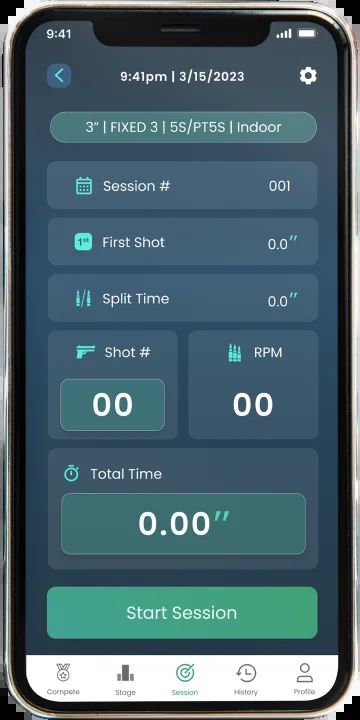 9:41
9:41pm | 3/15/2023
3” | FIXED 3 | 5S/PT5S | Indoor
Session # 001
1st First Shot 0.0”
Split Time 0.0”
Shot # RPM
00 00
Total Time
0.00”
Start Session
Compete Stage Session History Profile